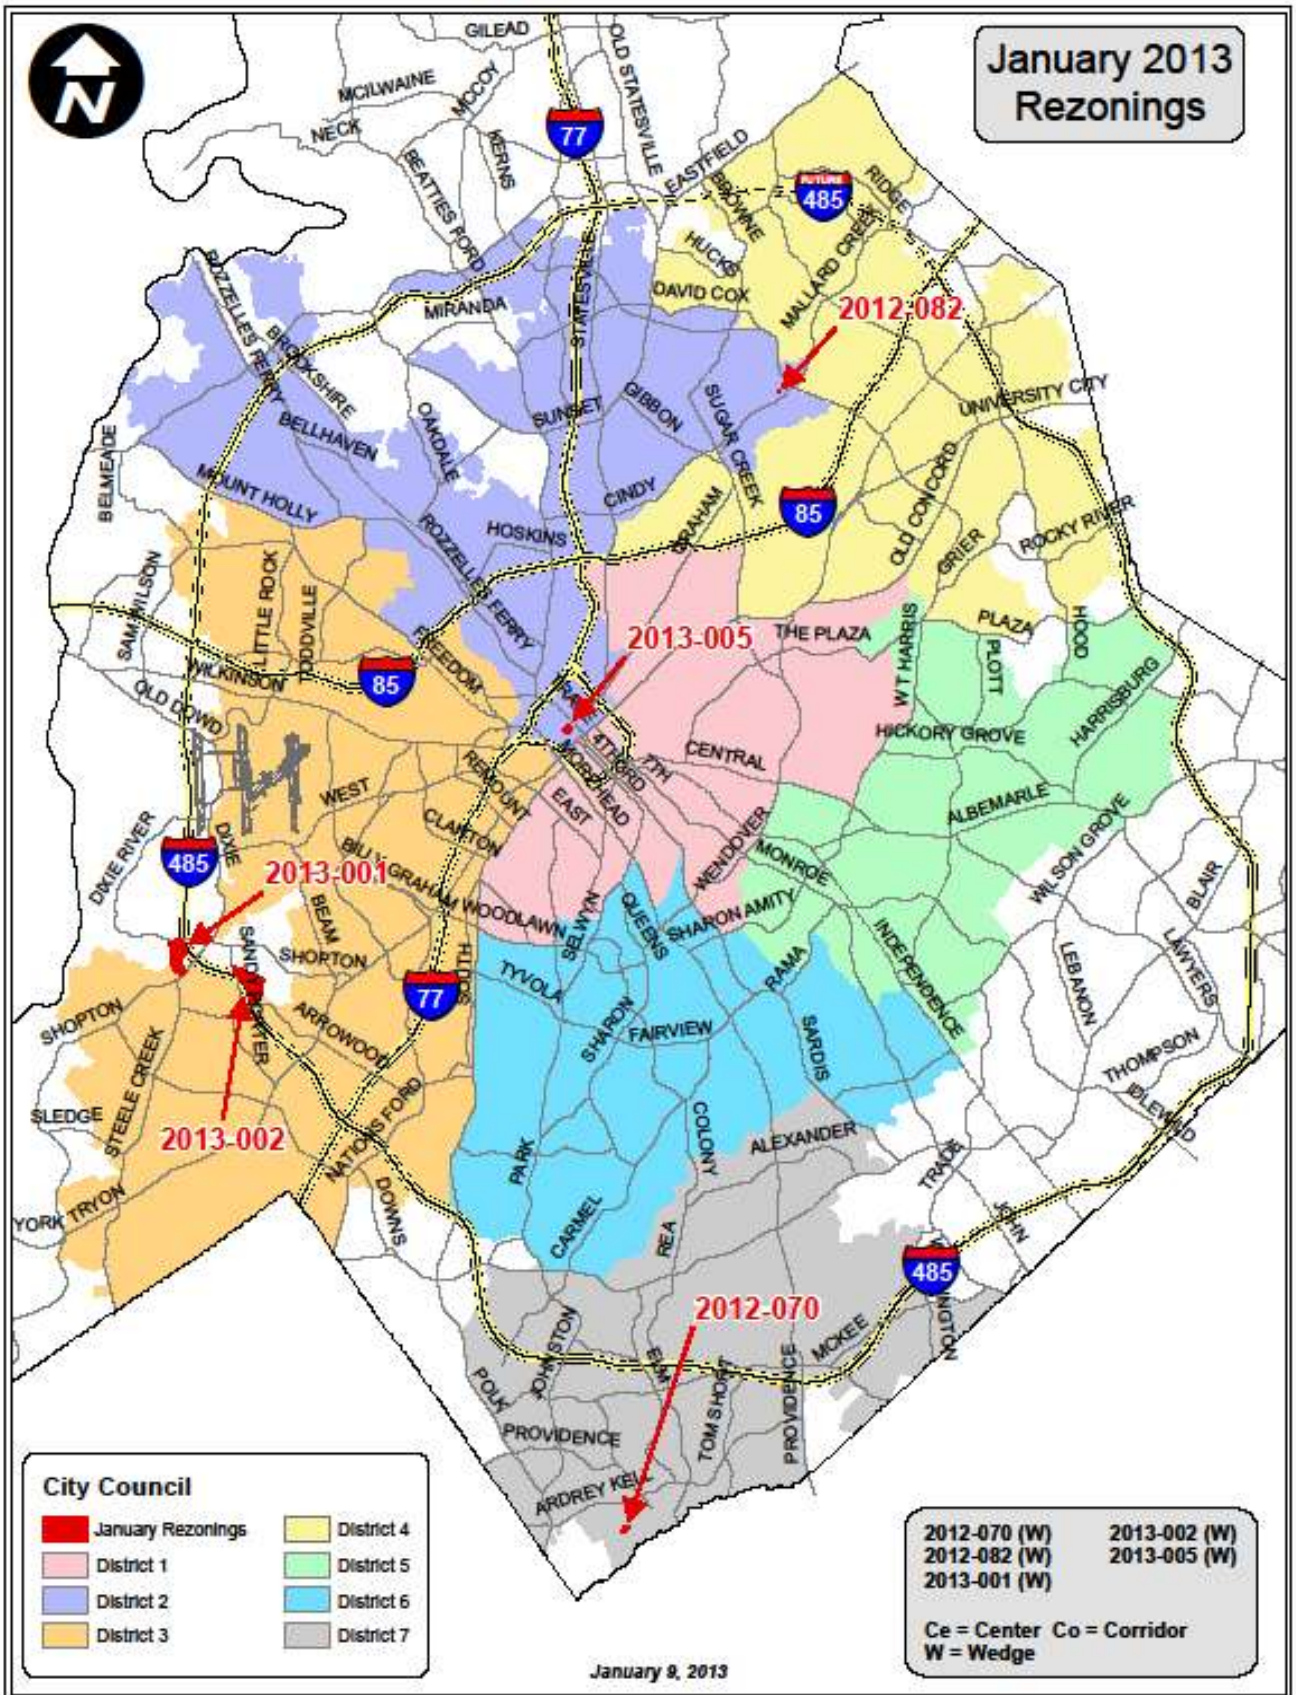 January 2013
Rezonings
N
GILEAD
OLD STATESVILLE
MCILWAINE
MCCOY
NECK
KERNS
77
BEATTIES FORD
EASTFIELD
BROWNE
FUTURE
485
RIDGE
HUCKS
MALLARD CREEK
DAVID COX
STATESVILLE
MIRANDA
ROZZELLES FERRY
BROOKSHIRE
2012-082
BELLHAVEN
OAKDALE
SUNSET
GIBBON
SUGAR CREEK
UNIVERSITY CITY
BELMEADE
MOUNT HOLLY
CINDY
GRAHAM
85
OLD CONCORD
ROZZELLES FERRY
HOSKINS
GRIER
ROCKY RIVER
SAM WILSON
LITTLE ROCK
TODDVILLE
FREEDOM
2013-005
THE PLAZA
WT HARRIS
PLAZA
PLOTT
HOOD
WILKINSON
85
OLD DOWD
HARRISBURG
HICKORY GROVE
4TH
7TH
CENTRAL
MOREHEAD
REMOUNT
WEST
EAST
CLANTON
ALBEMARLE
WILSON GROVE
DIXIE RIVER
DIXIE
485
BILLY GRAHAM
WOODLAWN
WENDOVER
MONROE
2013-001
BLAIR
BEAM
SELWYN
QUEENS
SHARON AMITY
INDEPENDENCE
SHOPTON
SOUTH
TYVOLA
RAMA
LEBANON
LAWYERS
77
SHOPTON
ARROWOOD
SHARON
FAIRVIEW
SARDIS
STEELE CREEK
THOMPSON
IDLEWILD
SLEDGE
2013-002
NATIONS FORD
COLONY
ALEXANDER
PARK
TRADE
YORK
TRYON
DOWNS
CARMEL
REA
JOHN
485
2012-070
JOHNSTON
ELM
MCKEE
POLK
TOM SHORT
PROVIDENCE
PROVIDENCE
ARDREY KELL
City Council
January Rezonings
District 1
District 2
District 3
District 4
District 5
District 6
District 7
January 9, 2013
2012-070 (W) 2013-002 (W)
2012-082 (W) 2013-005 (W)
2013-001 (W)
Ce = Center Co = Corridor
W = Wedge